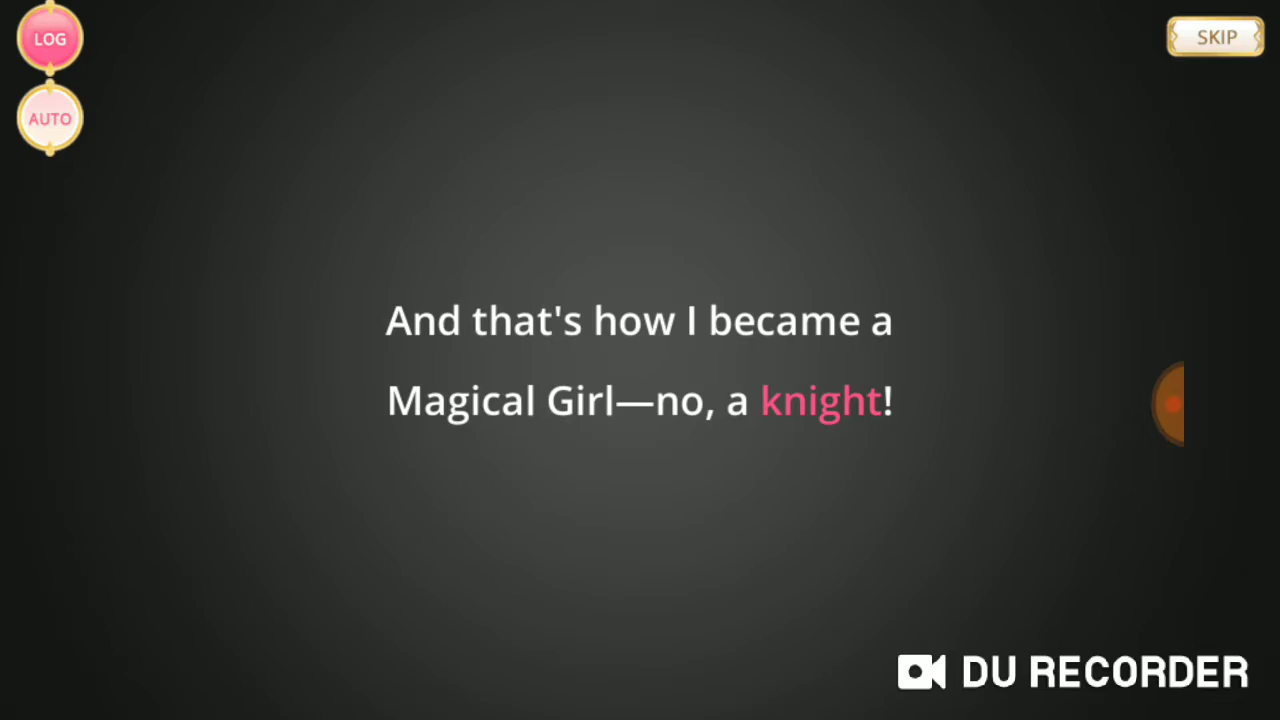 LOG
SKIP
AUTO
And that's how I became a
Magical Girl—no, a knight!
DU RECORDER